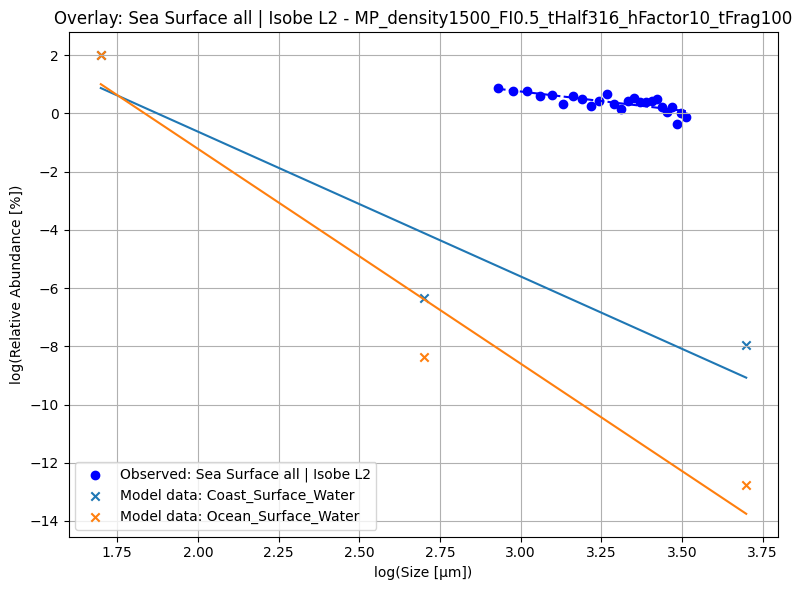 Overlay: Sea Surface all | Isobe L2 - MP_density1500_FI0.5_tHalf316_hFactor10_tFrag100
log(Relative Abundance [%])
2
0
−2
−4
−6
−8
−10
−12
−14
Observed: Sea Surface all | Isobe L2
Model data: Coast_Surface_Water
Model data: Ocean_Surface_Water
1.75 2.00 2.25 2.50 2.75 3.00 3.25 3.50 3.75
log(Size [µm])